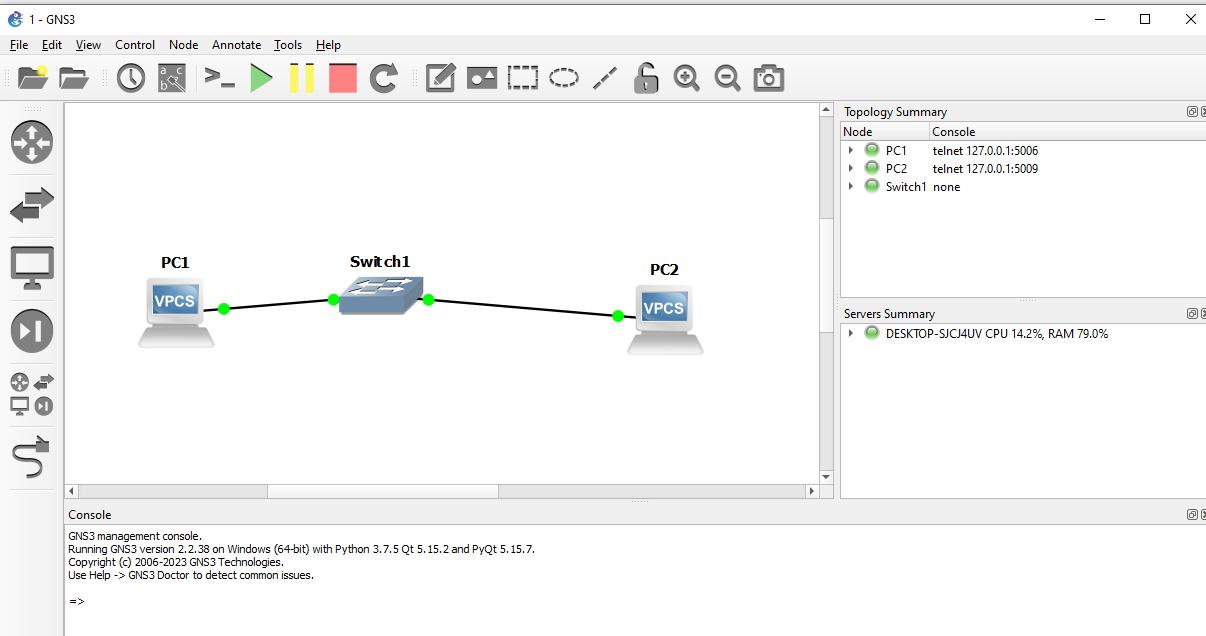 1 - GNS3
File Edit View Control Node Annotate Tools Help
a c
b
Topology Summary
Node Console
PC1 telnet 127.0.0.1:5006
PC2 telnet 127.0.0.1:5009
Switch1 none
PC1
VPCS
Switch1
PC2
VPCS
Servers Summary
DESKTOP-SJCJ4UV CPU 14.2%, RAM 79.0%
Console
GNS3 management console.
Running GNS3 version 2.2.38 on Windows (64-bit) with Python 3.7.5 Qt 5.15.2 and PyQt 5.15.7.
Copyright (c) 2006-2023 GNS3 Technologies.
Use Help -> GNS3 Doctor to detect common issues.
=>